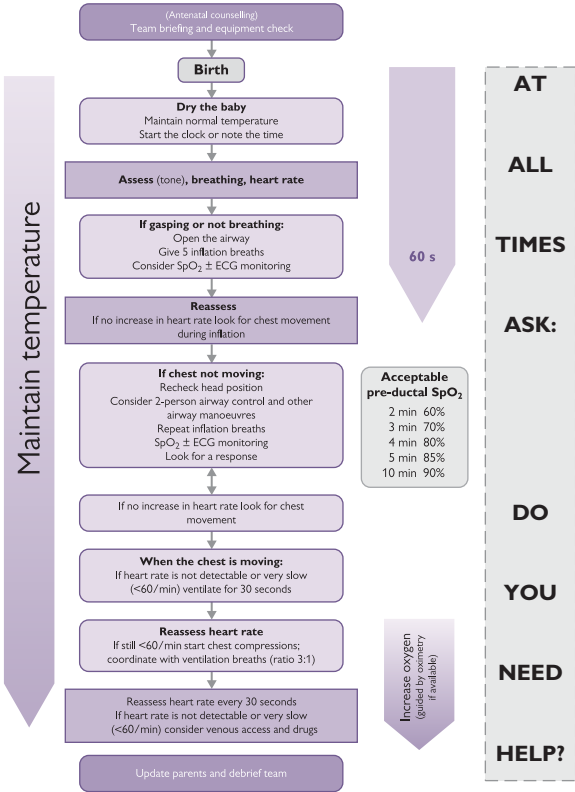 (Antenatal counselling)
Team briefing and equipment check
Birth
Dry the baby
Maintain normal temperature
Start the clock or note the time
Assess (tone), breathing, heart rate
If gasping or not breathing:
Open the airway
Give 5 inflation breaths
Consider SpO₂ ± ECG monitoring
Reassess
If no increase in heart rate look for chest movement
during inflation
If chest not moving:
Recheck head position
Consider 2-person airway control and other
airway manoeuvres
Repeat inflation breaths
SpO₂ ± ECG monitoring
Look for a response
If no increase in heart rate look for chest
movement
When the chest is moving:
If heart rate is not detectable or very slow
(<60/min) ventilate for 30 seconds
Reassess heart rate
If still <60/min start chest compressions;
coordinate with ventilation breaths (ratio 3:1)
Reassess heart rate every 30 seconds
If heart rate is not detectable or very slow
(<60/min) consider venous access and drugs
Update parents and debrief team
Maintain temperature
60 s
Acceptable
pre-ductal SpO₂
2 min 60%
3 min 70%
4 min 80%
5 min 85%
10 min 90%
Increase oxygen
(guided by oximetry
if available)
AT
ALL
TIMES
ASK:
DO
YOU
NEED
HELP?